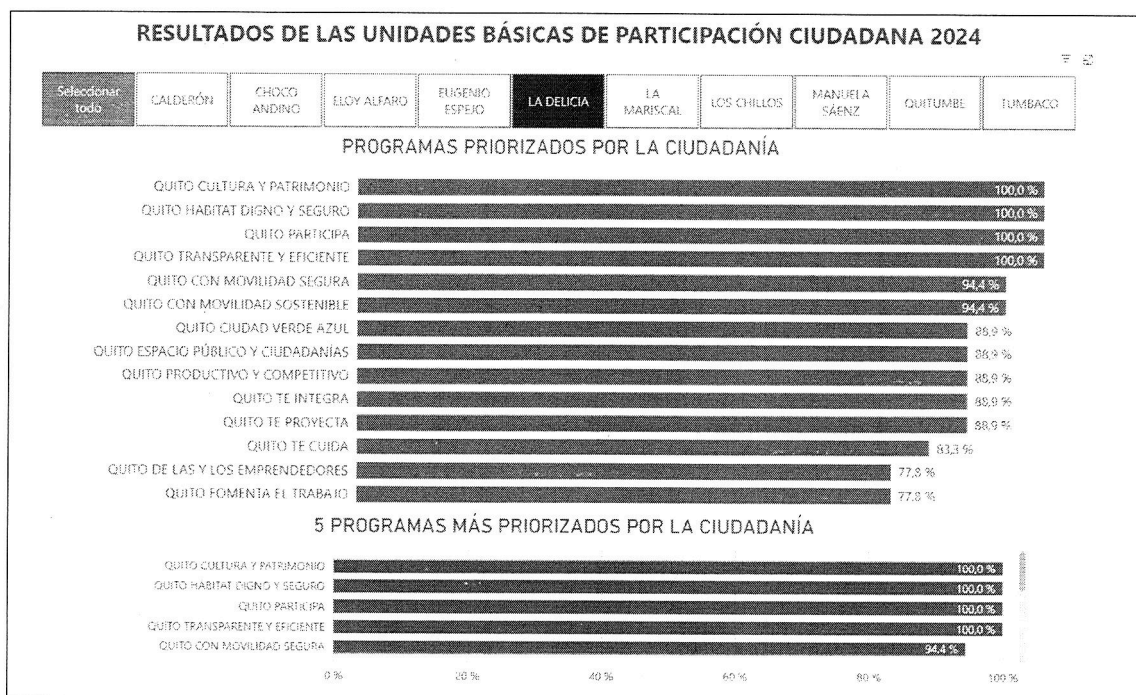 RESULTADOS DE LAS UNIDADES BÁSICAS DE PARTICIPACIÓN CIUDADANA 2024
Seleccionar todo
CALDERÓN
CHOCO ANDINO
ELOY ALFARO
EUGENIO ESPEJO
LA DELICIA
LA MARISCAL
LOS CHILLOS
MANUELA SÁENZ
QUITUMBE
TUMBACO
PROGRAMAS PRIORIZADOS POR LA CIUDADANÍA
QUITO CULTURA Y PATRIMONIO 100,0 %
QUITO HABITAT DIGNO Y SEGURO 100,0 %
QUITO PARTICIPA 100,0 %
QUITO TRANSPARENTE Y EFICIENTE 100,0 %
QUITO CON MOVILIDAD SEGURA 94,4 %
QUITO CON MOVILIDAD SOSTENIBLE 94,4 %
QUITO CIUDAD VERDE AZUL 88,9 %
QUITO ESPACIO PÚBLICO Y CIUDADANÍAS 88,9 %
QUITO PRODUCTIVO Y COMPETITIVO 88,9 %
QUITO TE INTEGRA 88,9 %
QUITO TE PROYECTA 88,9 %
QUITO TE CUIDA 83,3 %
QUITO DE LAS Y LOS EMPRENDEDORES 77,8 %
QUITO FOMENTA EL TRABAJO 77,8 %
5 PROGRAMAS MÁS PRIORIZADOS POR LA CIUDADANÍA
QUITO CULTURA Y PATRIMONIO 100,0 %
QUITO HABITAT DIGNO Y SEGURO 100,0 %
QUITO PARTICIPA 100,0 %
QUITO TRANSPARENTE Y EFICIENTE 100,0 %
QUITO CON MOVILIDAD SEGURA 94,4 %
0 % 20 % 40 % 60 % 80 % 100 %